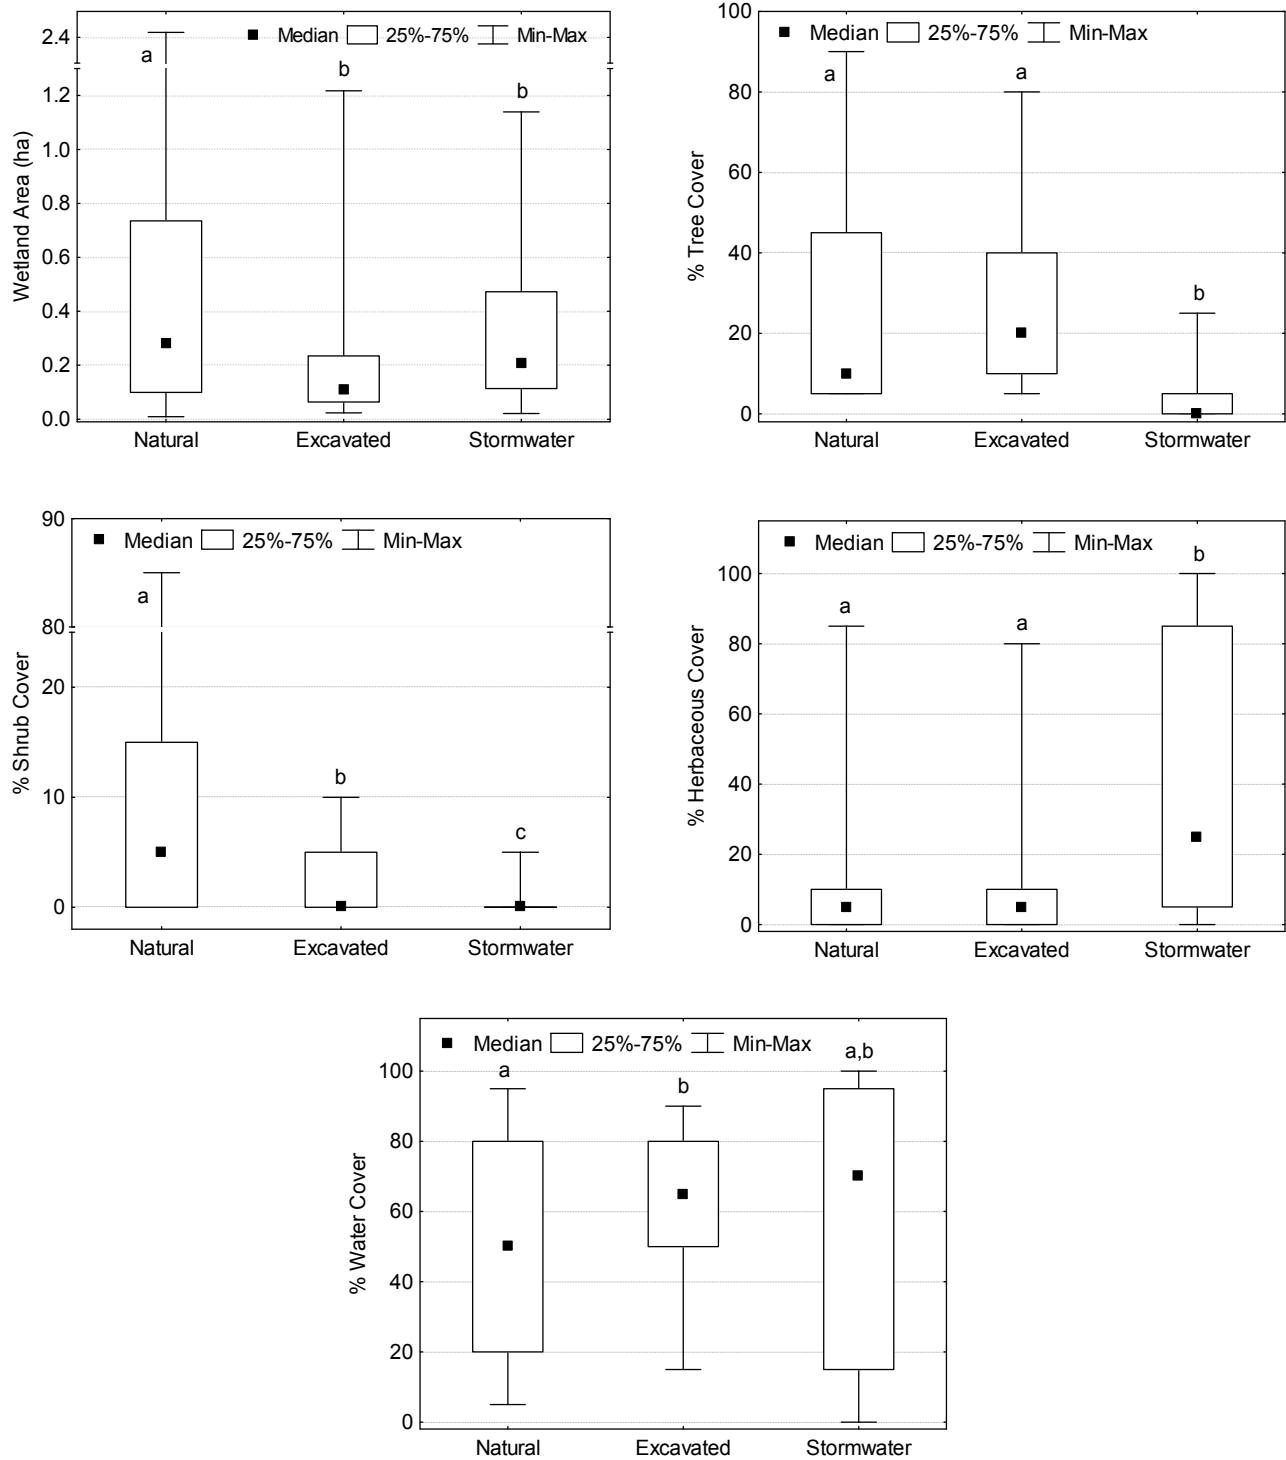 Median 25%-75% Min-Max
2.4
1.2
1.0
0.8
0.6
0.4
0.2
0.0
Wetland Area (ha)
a
b
b
Natural Excavated Stormwater
Median 25%-75% Min-Max
100
80
60
40
20
0
% Tree Cover
a
a
b
Natural Excavated Stormwater
Median 25%-75% Min-Max
90
80
20
10
0
% Shrub Cover
a
b
c
Natural Excavated Stormwater
Median 25%-75% Min-Max
100
80
60
40
20
0
% Herbaceous Cover
a
a
b
Natural Excavated Stormwater
Median 25%-75% Min-Max
100
80
60
40
20
0
% Water Cover
a
b
a,b
Natural Excavated Stormwater